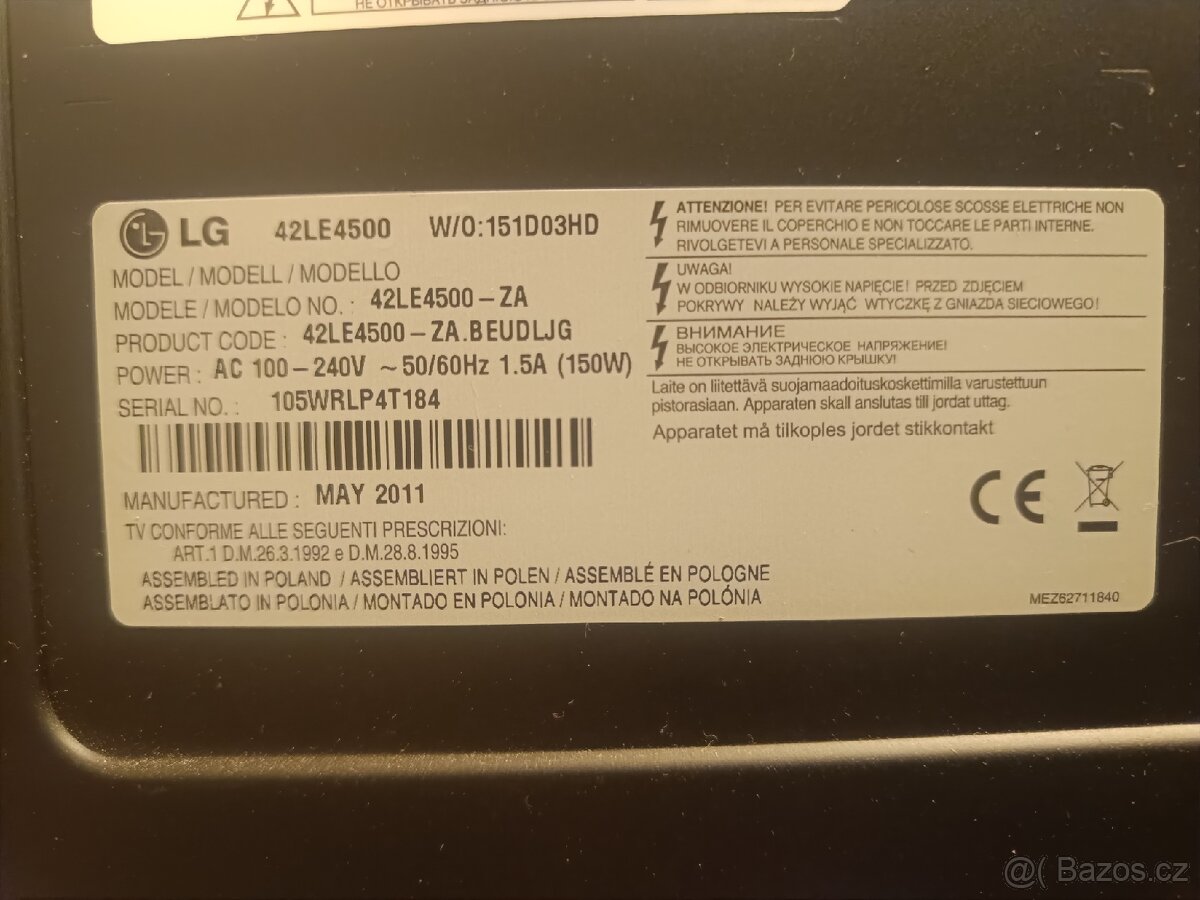 НЕ ОТКРЫВАТЬ
LG 42LE4500 W/O:151D03HD
MODEL / MODELL / MODELLO
MODELE / MODELO NO. : 42LE4500-ZA
PRODUCT CODE : 42LE4500-ZA.BEUDLJG
POWER : AC 100-240V ~50/60Hz 1.5A (150W)
SERIAL NO. : 105WRLP4T184
MANUFACTURED : MAY 2011
TV CONFORME ALLE SEGUENTI PRESCRIZIONI:
ART.1 D.M.26.3.1992 e D.M.28.8.1995
ASSEMBLED IN POLAND / ASSEMBLIERT IN POLEN / ASSEMBLÉ EN POLOGNE
ASSEMBLATO IN POLONIA / MONTADO EN POLONIA / MONTADO NA POLÓNIA
ATTENZIONE! PER EVITARE PERICOLOSE SCOSSE ELETTRICHE NON
RIMUOVERE IL COPERCHIO E NON TOCCARE LE PARTI INTERNE.
RIVOLGETEVI A PERSONALE SPECIALIZZATO.
UWAGA!
W ODBIORNIKU WYSOKIE NAPIĘCIE! PRZED ZDJĘCIEM
POKRYWY NALEŻY WYJĄĆ WTYCZKĘ Z GNIAZDA SIECIOWEGO!
ВНИМАНИЕ
ВЫСОКОЕ ЭЛЕКТРИЧЕСКОЕ НАПРЯЖЕНИЕ!
НЕ ОТКРЫВАТЬ ЗАДНЮЮ КРЫШКУ!
Laite on liitettävä suojamaadoituskoskettimilla varustettuun
pistorasiaan. Apparaten skall anslutas till jordat uttag.
Apparatet må tilkoples jordet stikkontakt
CE
MEZ62711840
@( Bazos.cz